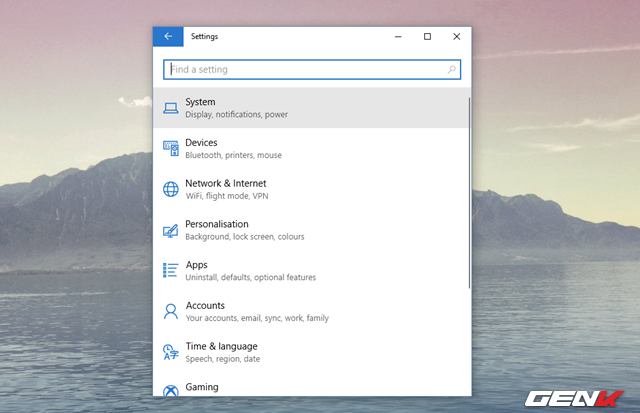 Settings
Find a setting
System
Display, notifications, power
Devices
Bluetooth, printers, mouse
Network & Internet
WiFi, flight mode, VPN
Personalisation
Background, lock screen, colours
Apps
Uninstall, defaults, optional features
Accounts
Your accounts, email, sync, work, family
Time & language
Speech, region, date
Gaming
GENK